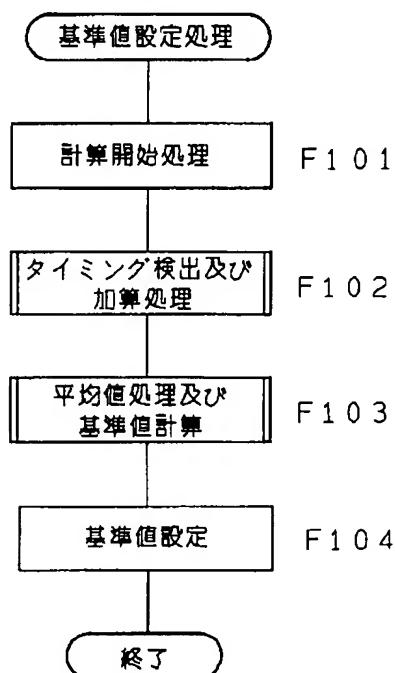 基準値設定処理
計算開始処理
F101
タイミング検出及び
加算処理
F102
平均値処理及び
基準値計算
F103
基準値設定
F104
終了